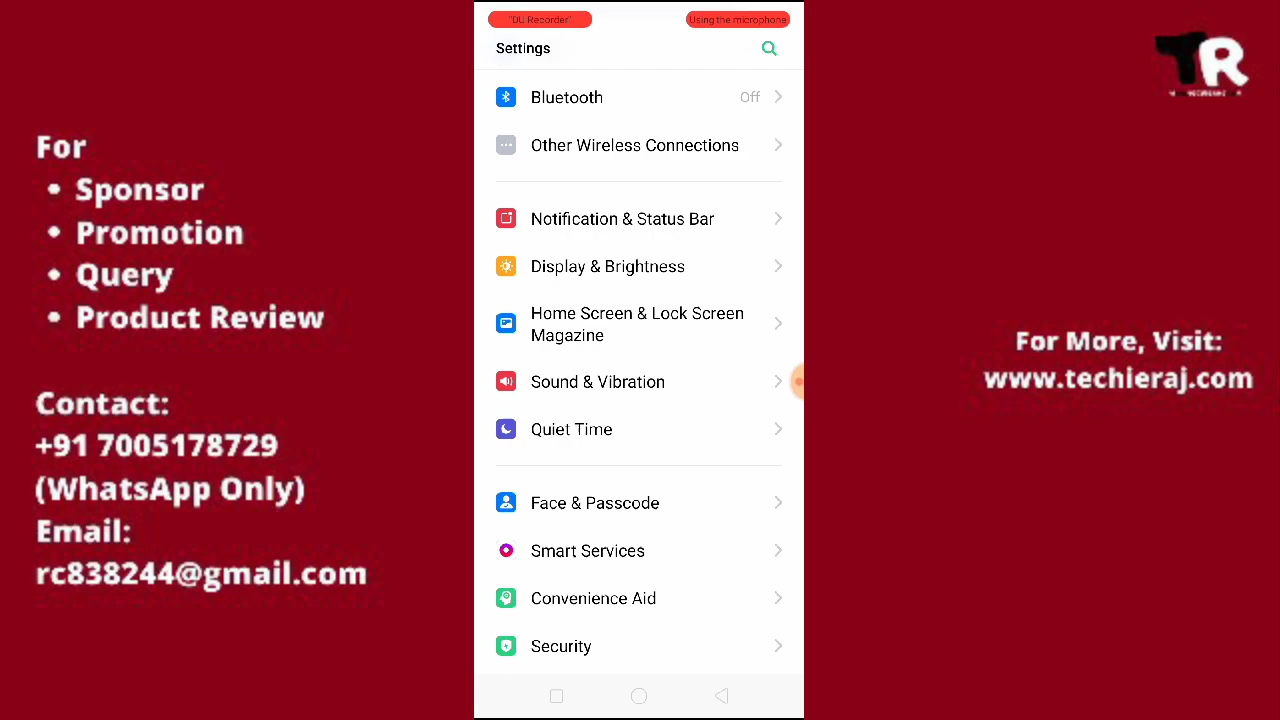 For
• Sponsor
• Promotion
• Query
• Product Review
Contact:
+91 7005178729
(WhatsApp Only)
Email:
rc838244@gmail.com
"DU Recorder"
Using the microphone
Settings
Bluetooth
Off
Other Wireless Connections
Notification & Status Bar
Display & Brightness
Home Screen & Lock Screen
Magazine
Sound & Vibration
Quiet Time
Face & Passcode
Smart Services
Convenience Aid
Security
TR
For More, Visit:
www.techieraj.com